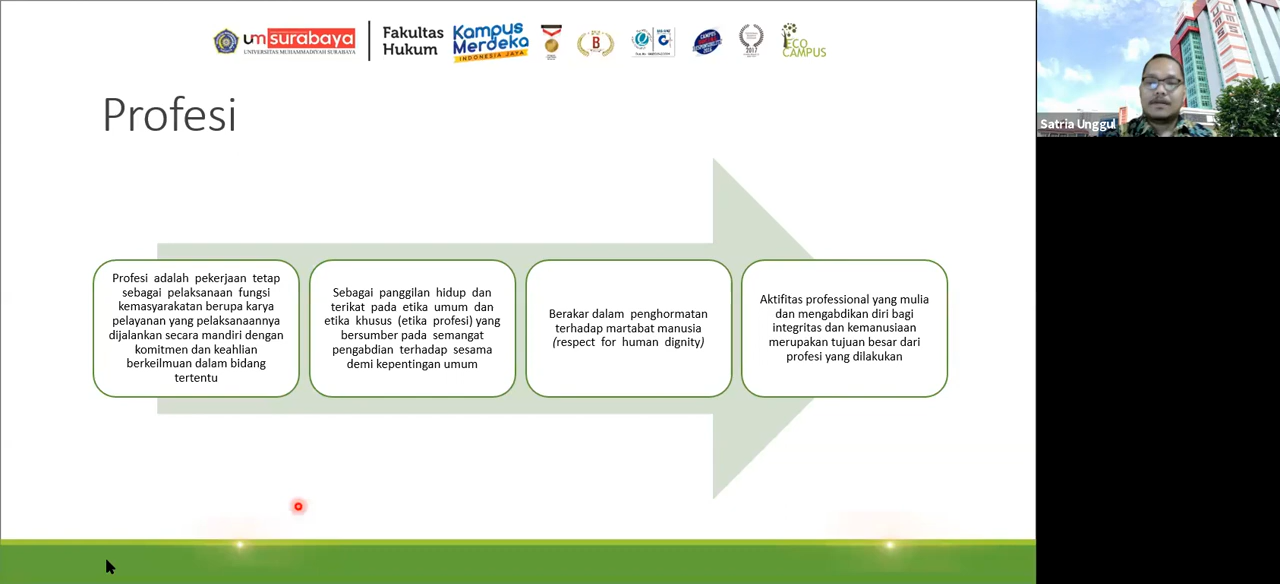 um surabaya
UNIVERSITAS MUHAMMADIYAH SURABAYA
Fakultas
Hukum
Kampus
Merdeka
INDONESIA JAYA
B
2017
ECO
CAMPUS
Satria Unggul
Profesi
Profesi adalah pekerjaan tetap
sebagai pelaksanaan fungsi
kemasyarakatan berupa karya
pelayanan yang pelaksanaannya
dijalankan secara mandiri dengan
komitmen dan keahlian
berkeilmuan dalam bidang
tertentu
Sebagai panggilan hidup dan
terikat pada etika umum dan
etika khusus (etika profesi) yang
bersumber pada semangat
pengabdian terhadap sesama
demi kepentingan umum
Berakar dalam penghormatan
terhadap martabat manusia
(respect for human dignity)
Aktifitas professional yang mulia
dan mengabdikan diri bagi
integritas dan kemanusiaan
merupakan tujuan besar dari
profesi yang dilakukan